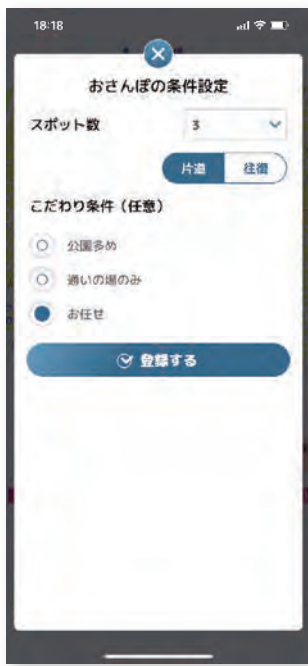 18:18
おさんぽの条件設定
スポット数 3
片道 往復
こだわり条件（任意）
公園多め
通いの場のみ
お任せ
登録する